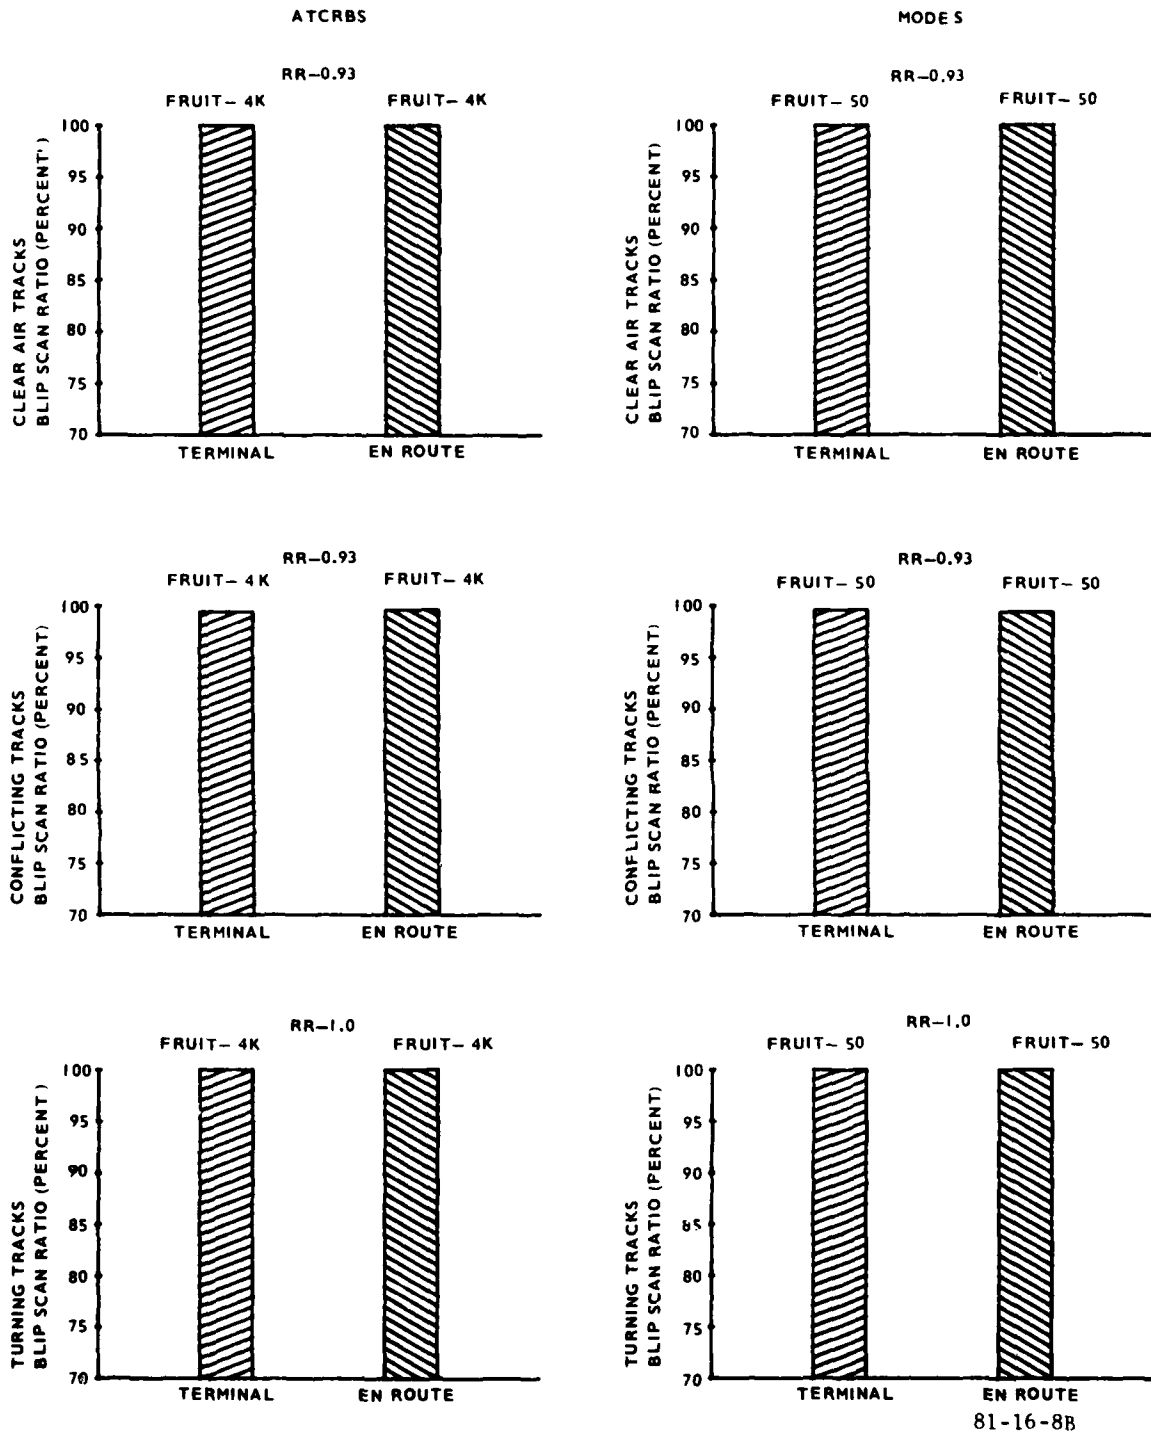 ATCRBS
MODE S
RR–0.93
FRUIT– 4K FRUIT– 4K
CLEAR AIR TRACKS
BLIP SCAN RATIO (PERCENT')
100
95
90
85
80
75
70
TERMINAL EN ROUTE
RR–0.93
FRUIT– 50 FRUIT– 50
CLEAR AIR TRACKS
BLIP SCAN RATIO (PERCENT)
100
95
90
85
80
75
70
TERMINAL EN ROUTE
RR–0.93
FRUIT– 4K FRUIT– 4K
CONFLICTING TRACKS
BLIP SCAN RATIO (PERCENT)
100
95
90
85
80
75
70
TERMINAL EN ROUTE
RR–0.93
FRUIT– 50 FRUIT– 50
CONFLICTING TRACKS
BLIP SCAN RATIO (PERCENT)
100
95
90
85
80
75
70
TERMINAL EN ROUTE
RR–1.0
FRUIT– 4K FRUIT– 4K
TURNING TRACKS
BLIP SCAN RATIO (PERCENT)
100
95
90
85
80
75
70
TERMINAL EN ROUTE
RR–1.0
FRUIT– 50 FRUIT– 50
TURNING TRACKS
BLIP SCAN RATIO (PERCENT)
100
95
90
85
80
75
70
TERMINAL EN ROUTE
81-16-8B